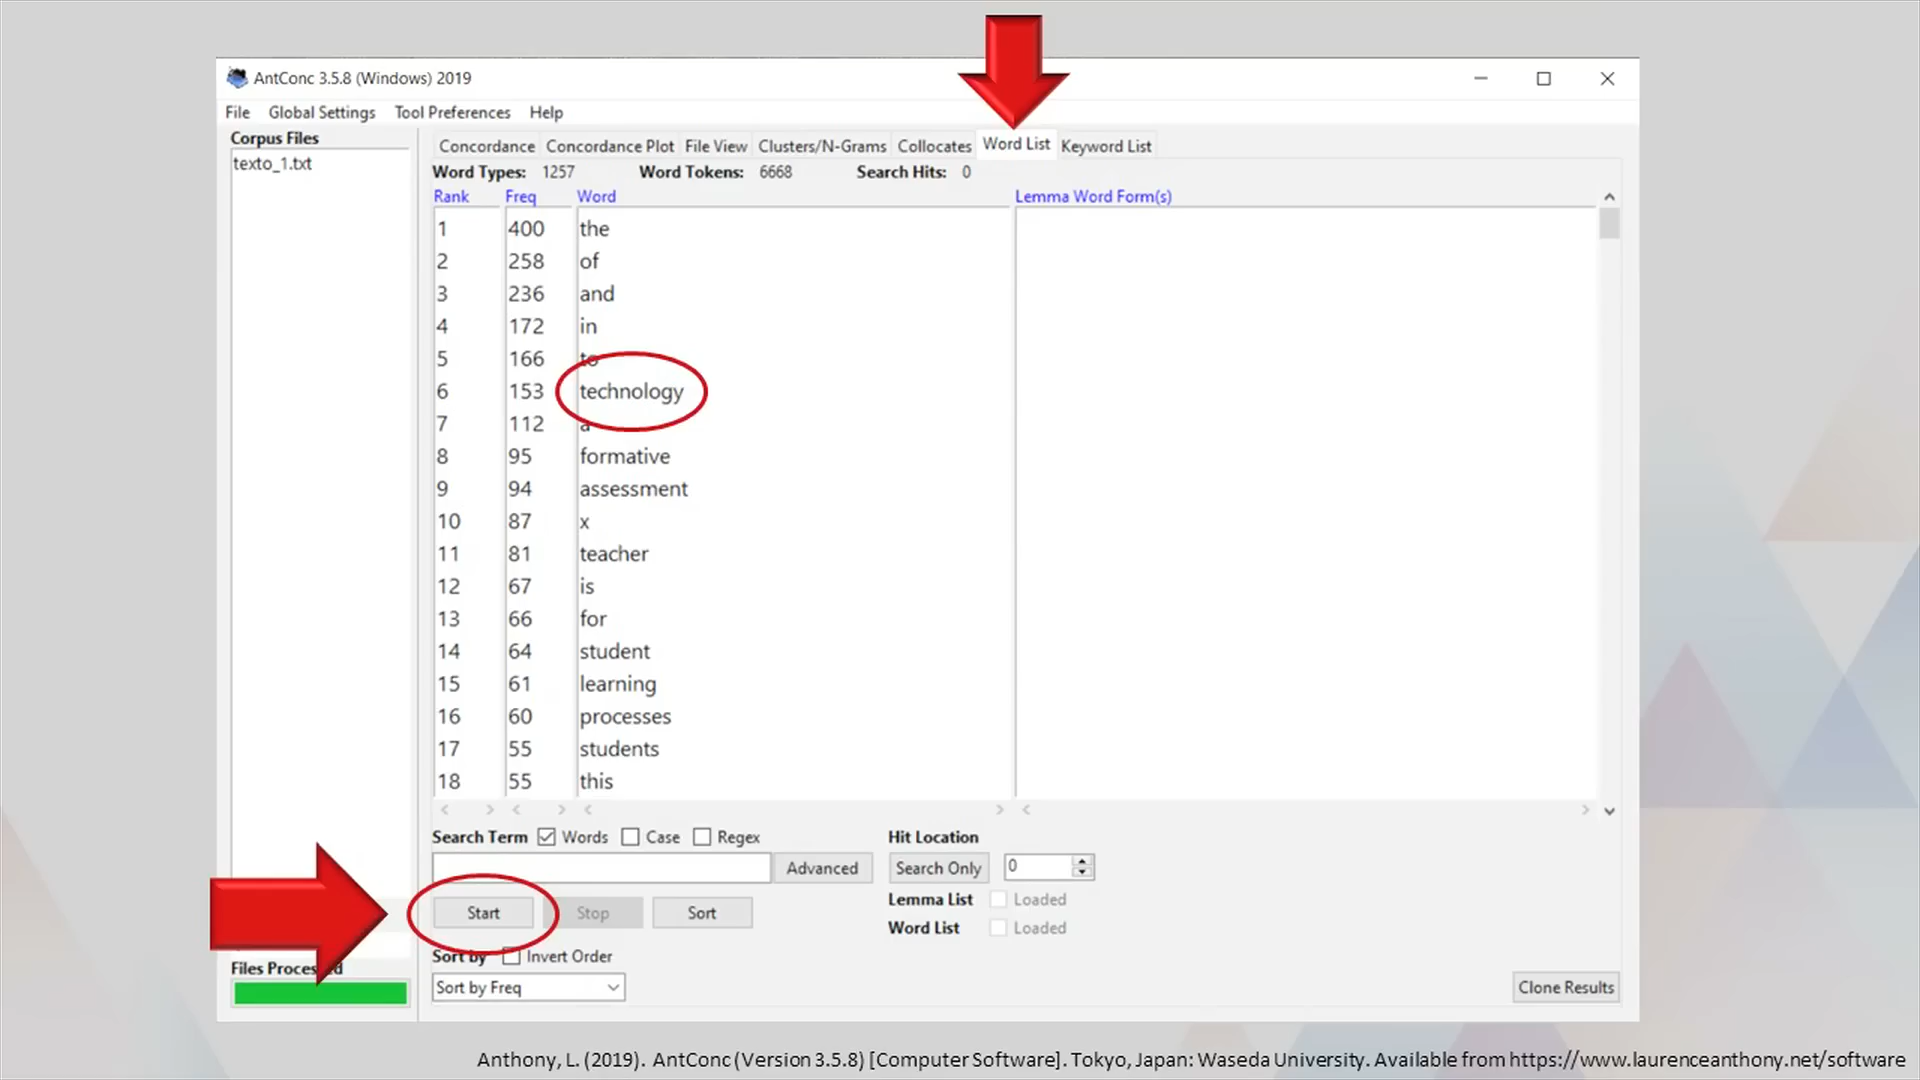 AntConc 3.5.8 (Windows) 2019
File Global Settings Tool Preferences Help
Corpus Files
texto_1.txt
Concordance Concordance Plot File View Clusters/N-Grams Collocates Word List Keyword List
Word Types: 1257 Word Tokens: 6668 Search Hits: 0
Rank Freq Word Lemma Word Form(s)
1 400 the
2 258 of
3 236 and
4 172 in
5 166 to
6 153 technology
7 112 a
8 95 formative
9 94 assessment
10 87 x
11 81 teacher
12 67 is
13 66 for
14 64 student
15 61 learning
16 60 processes
17 55 students
18 55 this
Search Term Words Case Regex Hit Location
Advanced Search Only 0
Lemma List Loaded
Start Stop Sort
Word List Loaded
Sort by Invert Order
Files Processed
Sort by Freq Clone Results
Anthony, L. (2019). AntConc (Version 3.5.8) [Computer Software]. Tokyo, Japan: Waseda University. Available from https://www.laurenceanthony.net/software